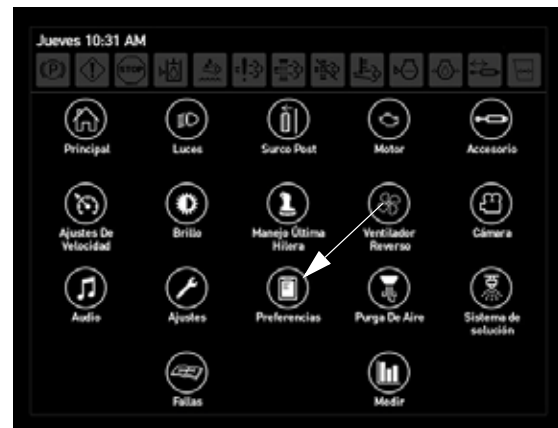 Jueves 10:31 AM
(P) STOP
Principal Luces Surco Post Motor Accesorio
Ajustes De Velocidad Brillo Manejo Última Hilera Ventilador Reverso Cámara
Audio Ajustes Preferencias Purga De Aire Sistema de solución
Fallas Medir